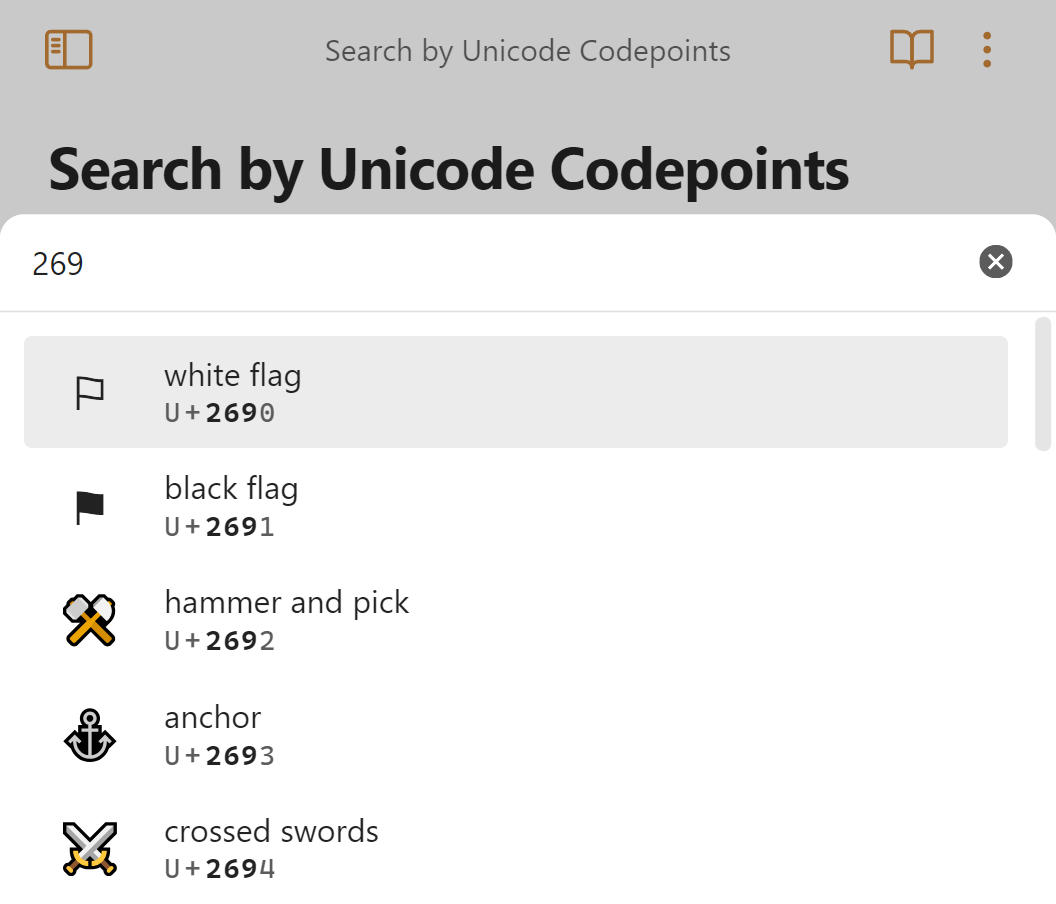 Search by Unicode Codepoints
Search by Unicode Codepoints
269
white flag
U+2690
black flag
U+2691
hammer and pick
U+2692
anchor
U+2693
crossed swords
U+2694